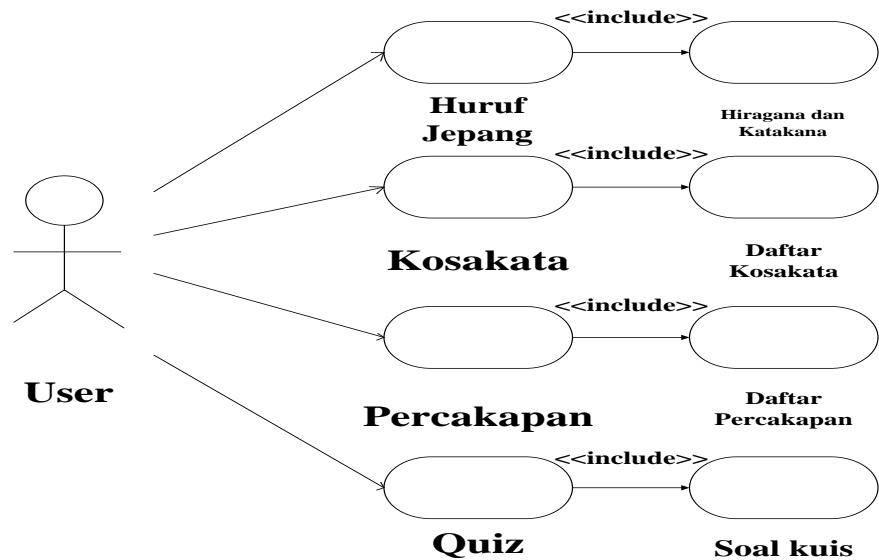 <<include>>
Huruf
Jepang
Hiragana dan
Katakana
<<include>>
Kosakata
Daftar
Kosakata
<<include>>
User
Percakapan
Daftar
Percakapan
<<include>>
Quiz
Soal kuis